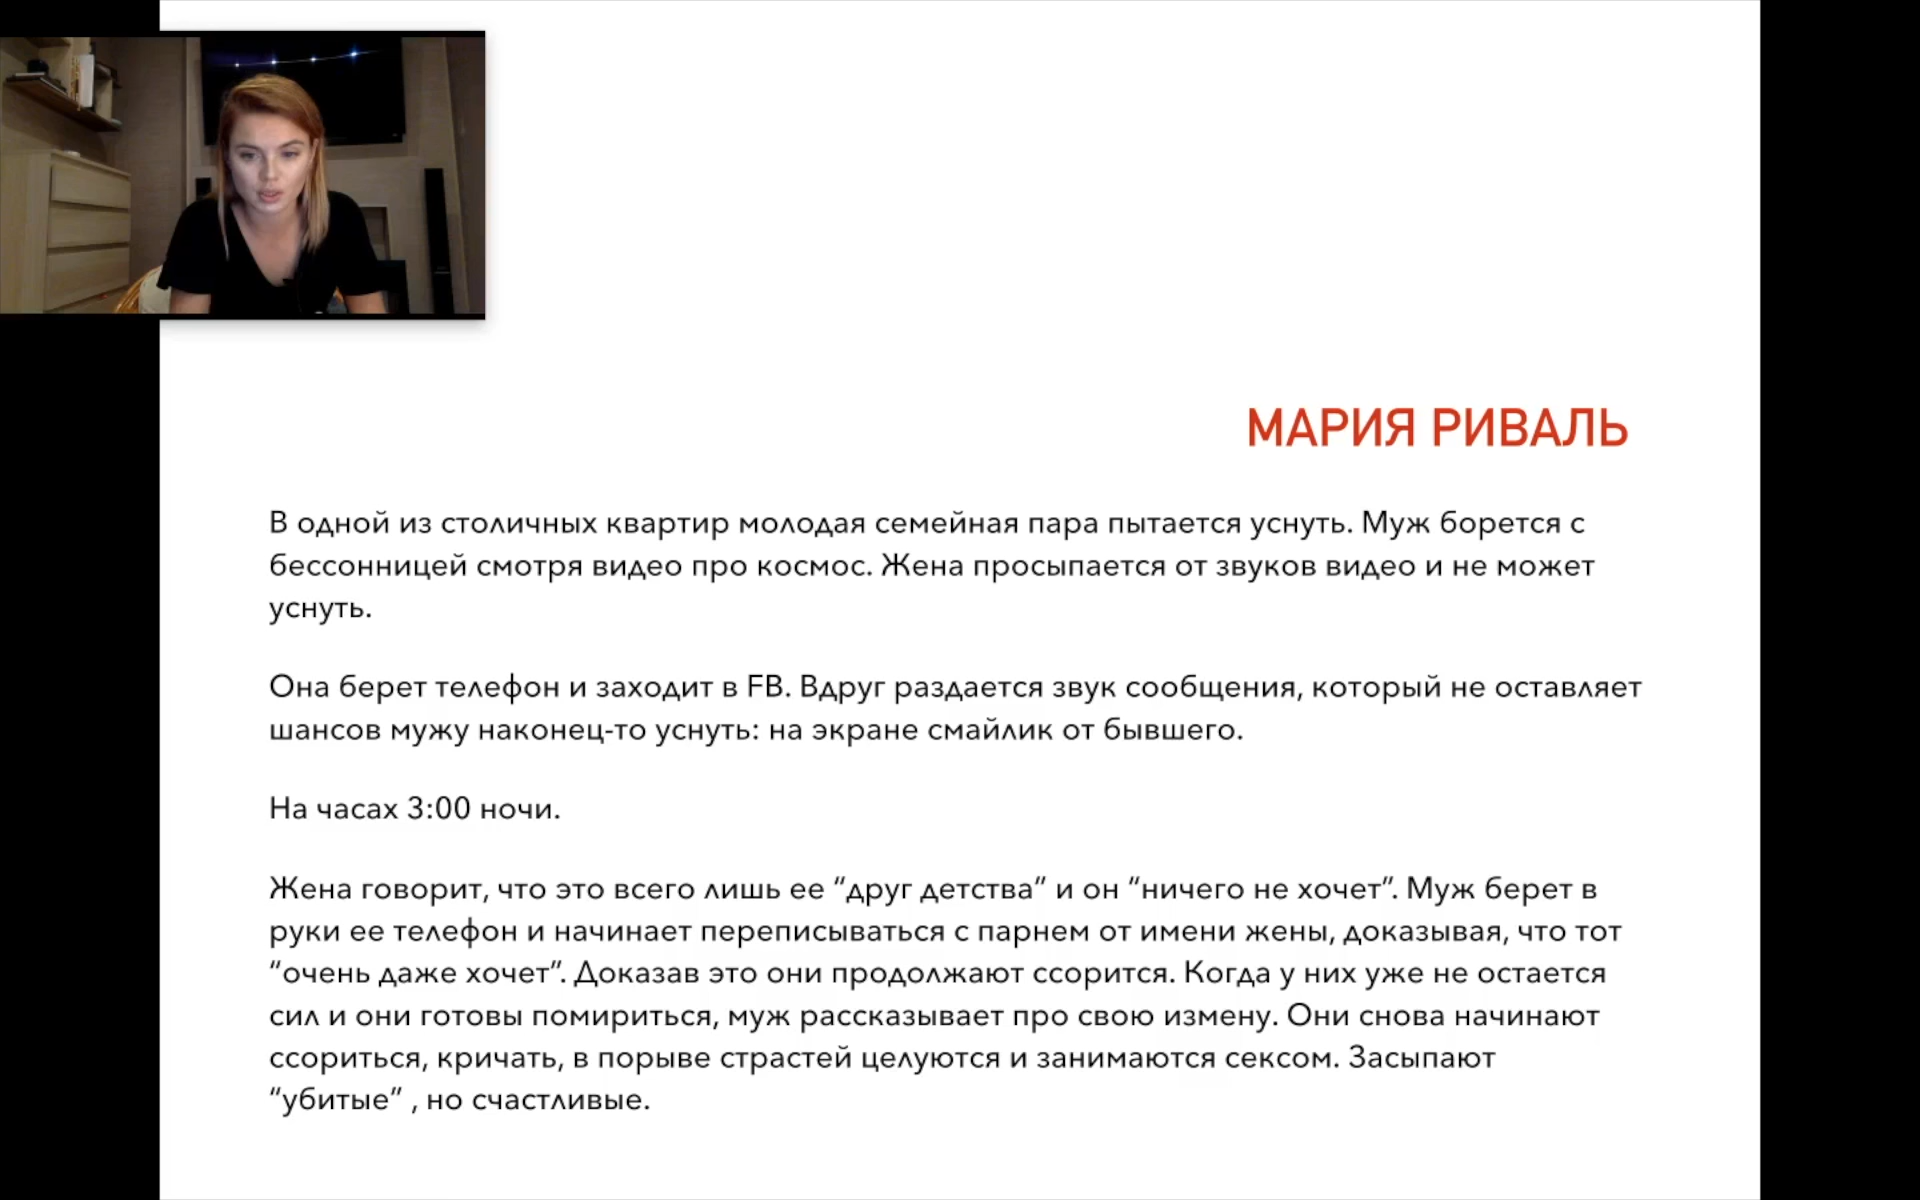 МАРИЯ РИВАЛЬ
В одной из столичных квартир молодая семейная пара пытается уснуть. Муж борется с
бессонницей смотря видео про космос. Жена просыпается от звуков видео и не может
уснуть.
Она берет телефон и заходит в FB. Вдруг раздается звук сообщения, который не оставляет
шансов мужу наконец-то уснуть: на экране смайлик от бывшего.
На часах 3:00 ночи.
Жена говорит, что это всего лишь ее “друг детства” и он “ничего не хочет”. Муж берет в
руки ее телефон и начинает переписываться с парнем от имени жены, доказывая, что тот
“очень даже хочет”. Доказав это они продолжают ссорится. Когда у них уже не остается
сил и они готовы помириться, муж рассказывает про свою измену. Они снова начинают
ссориться, кричать, в порыве страстей целуются и занимаются сексом. Засыпают
“убитые” , но счастливые.